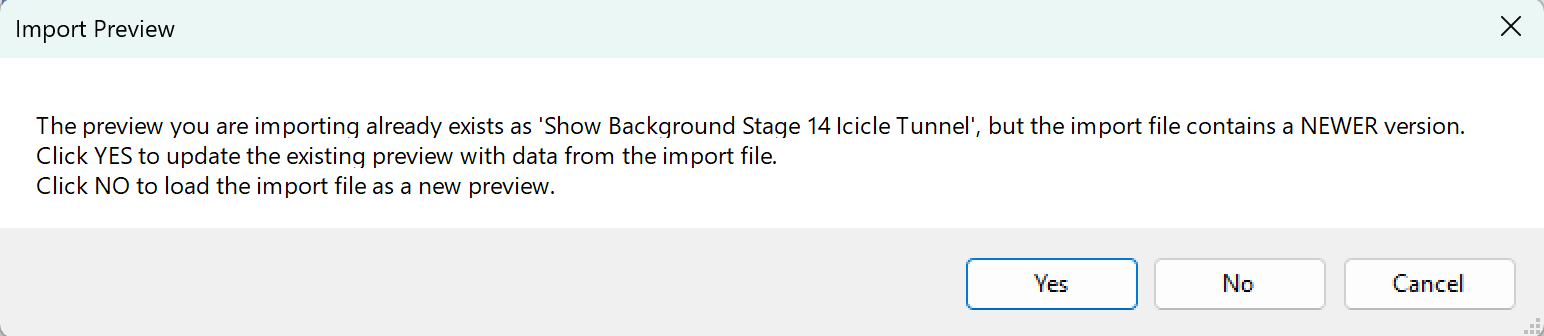 Import Preview
The preview you are importing already exists as 'Show Background Stage 14 Icicle Tunnel', but the import file contains a NEWER version.
Click YES to update the existing preview with data from the import file.
Click NO to load the import file as a new preview.
Yes No Cancel